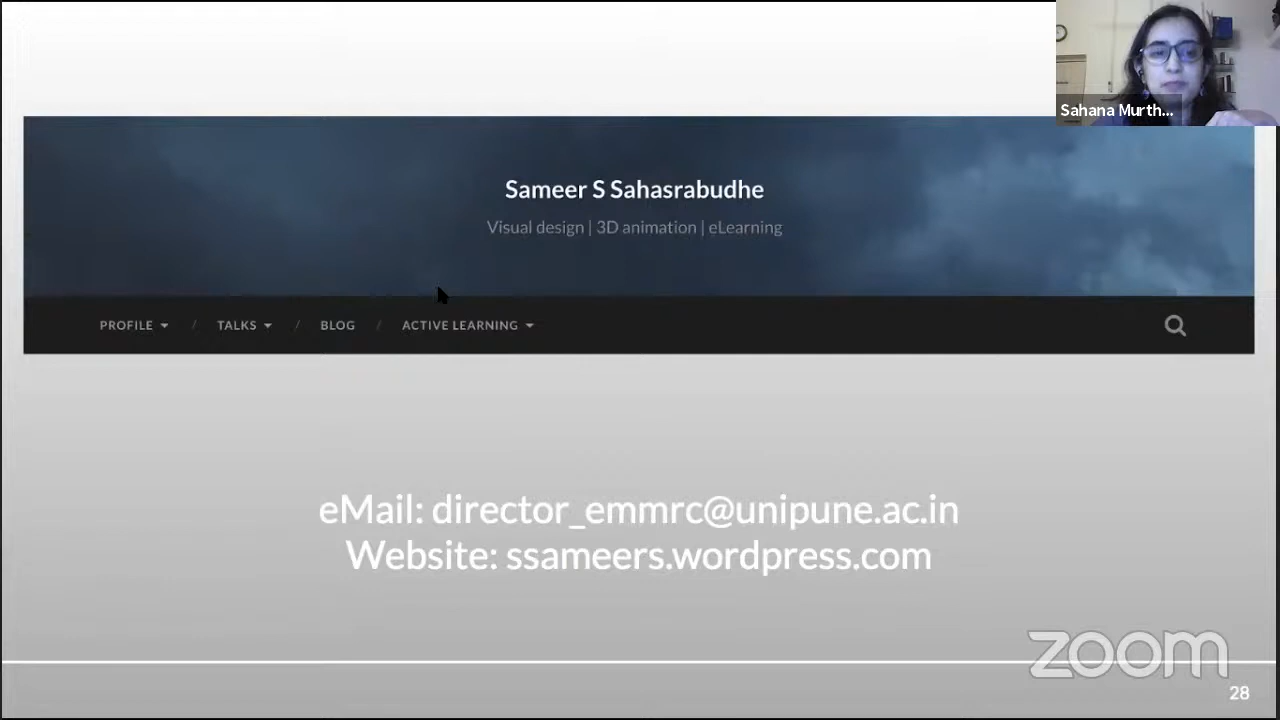 Sahana Murth...
Sameer S Sahasrabudhe
Visual design | 3D animation | eLearning
PROFILE / TALKS / BLOG / ACTIVE LEARNING
eMail: director_emmrc@unipune.ac.in
Website: ssameers.wordpress.com
zoom
28